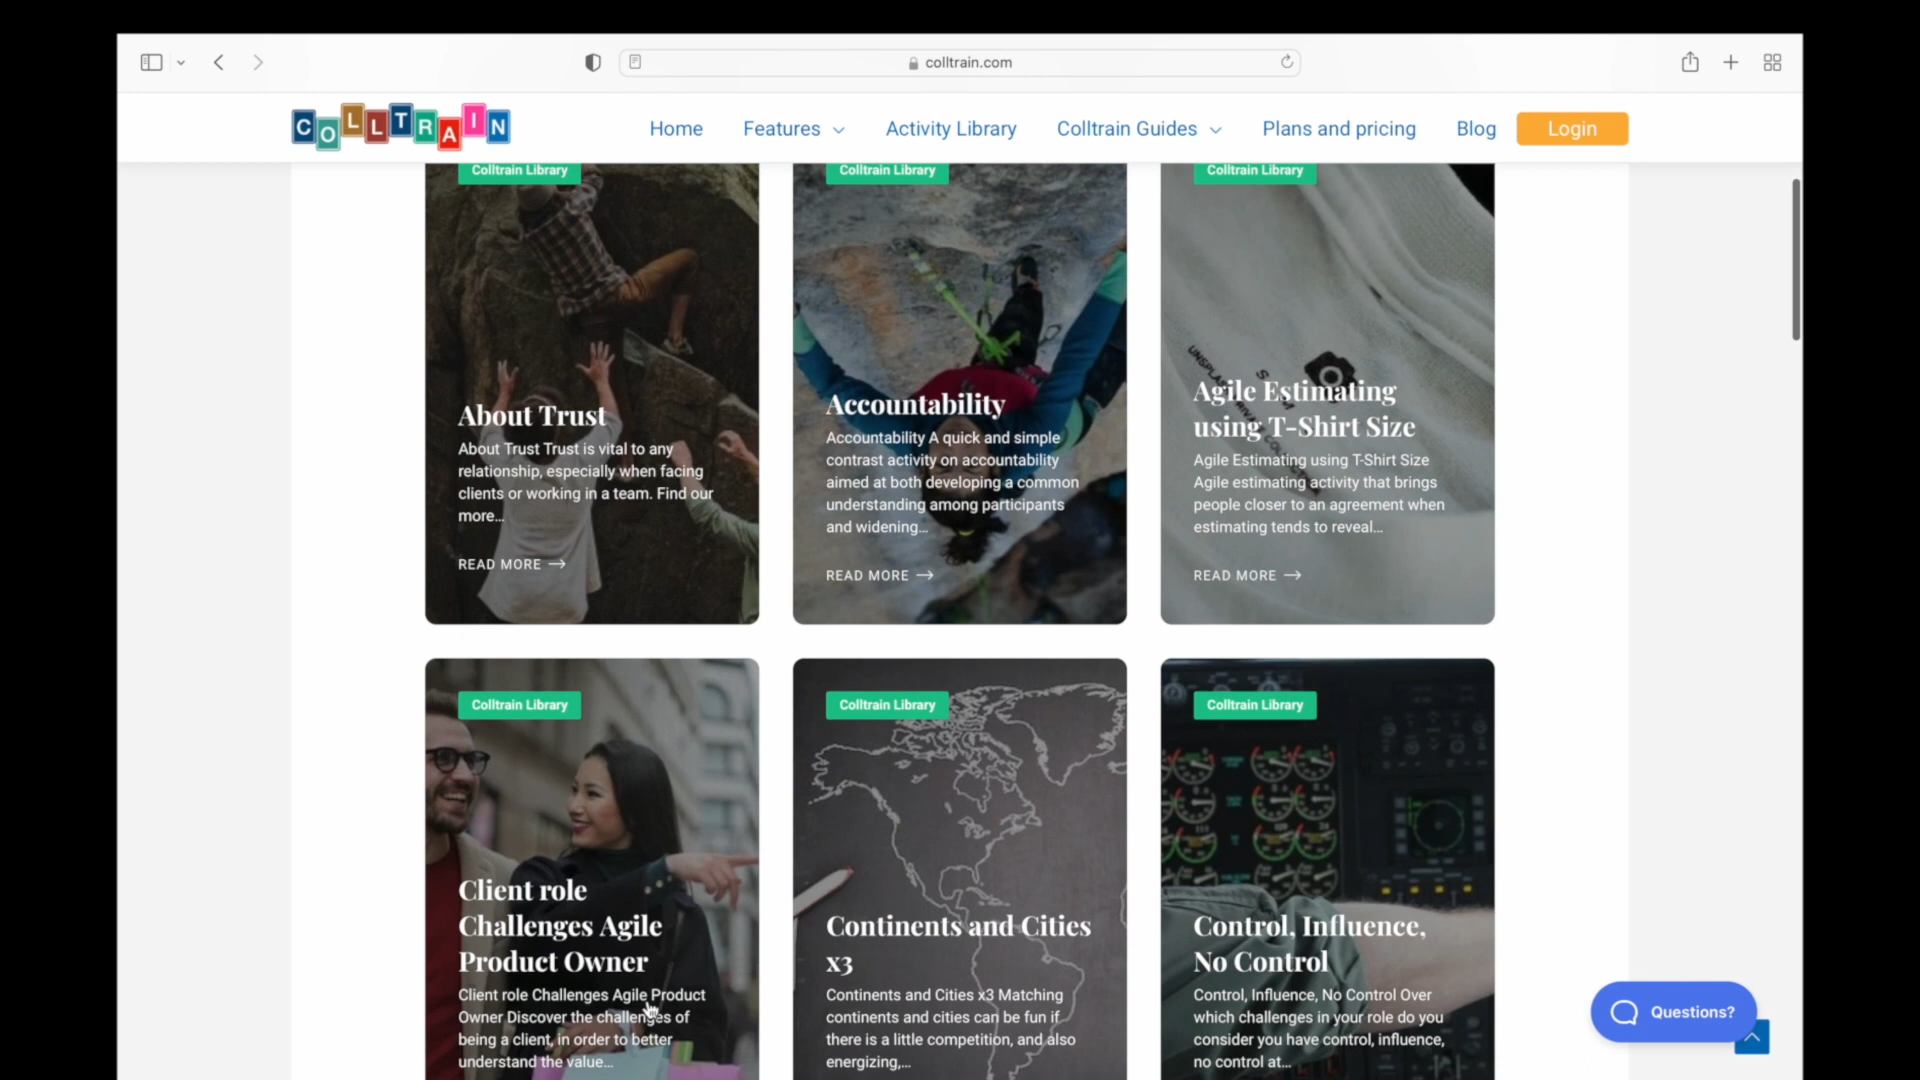 colltrain.com
COLLTRAIN
Home
Features
Activity Library
Colltrain Guides
Plans and pricing
Blog
Login
Colltrain Library
Colltrain Library
Colltrain Library
About Trust
About Trust Trust is vital to any
relationship, especially when facing
clients or working in a team. Find our
more...
READ MORE →
Accountability
Accountability A quick and simple
contrast activity on accountability
aimed at both developing a common
understanding among participants
and widening...
READ MORE →
Agile Estimating
using T-Shirt Size
Agile Estimating using T-Shirt Size
Agile estimating activity that brings
people closer to an agreement when
estimating tends to reveal...
READ MORE →
Colltrain Library
Client role
Challenges Agile
Product Owner
Client role Challenges Agile Product
Owner Discover the challenges of
being a client, in order to better
understand the value...
Colltrain Library
Continents and Cities
x3
Continents and Cities x3 Matching
continents and cities can be fun if
there is a little competition, and also
energizing,...
Colltrain Library
Control, Influence,
No Control
Control, Influence, No Control Over
which challenges in your role do you
consider you have control, influence,
no control at...
Questions?